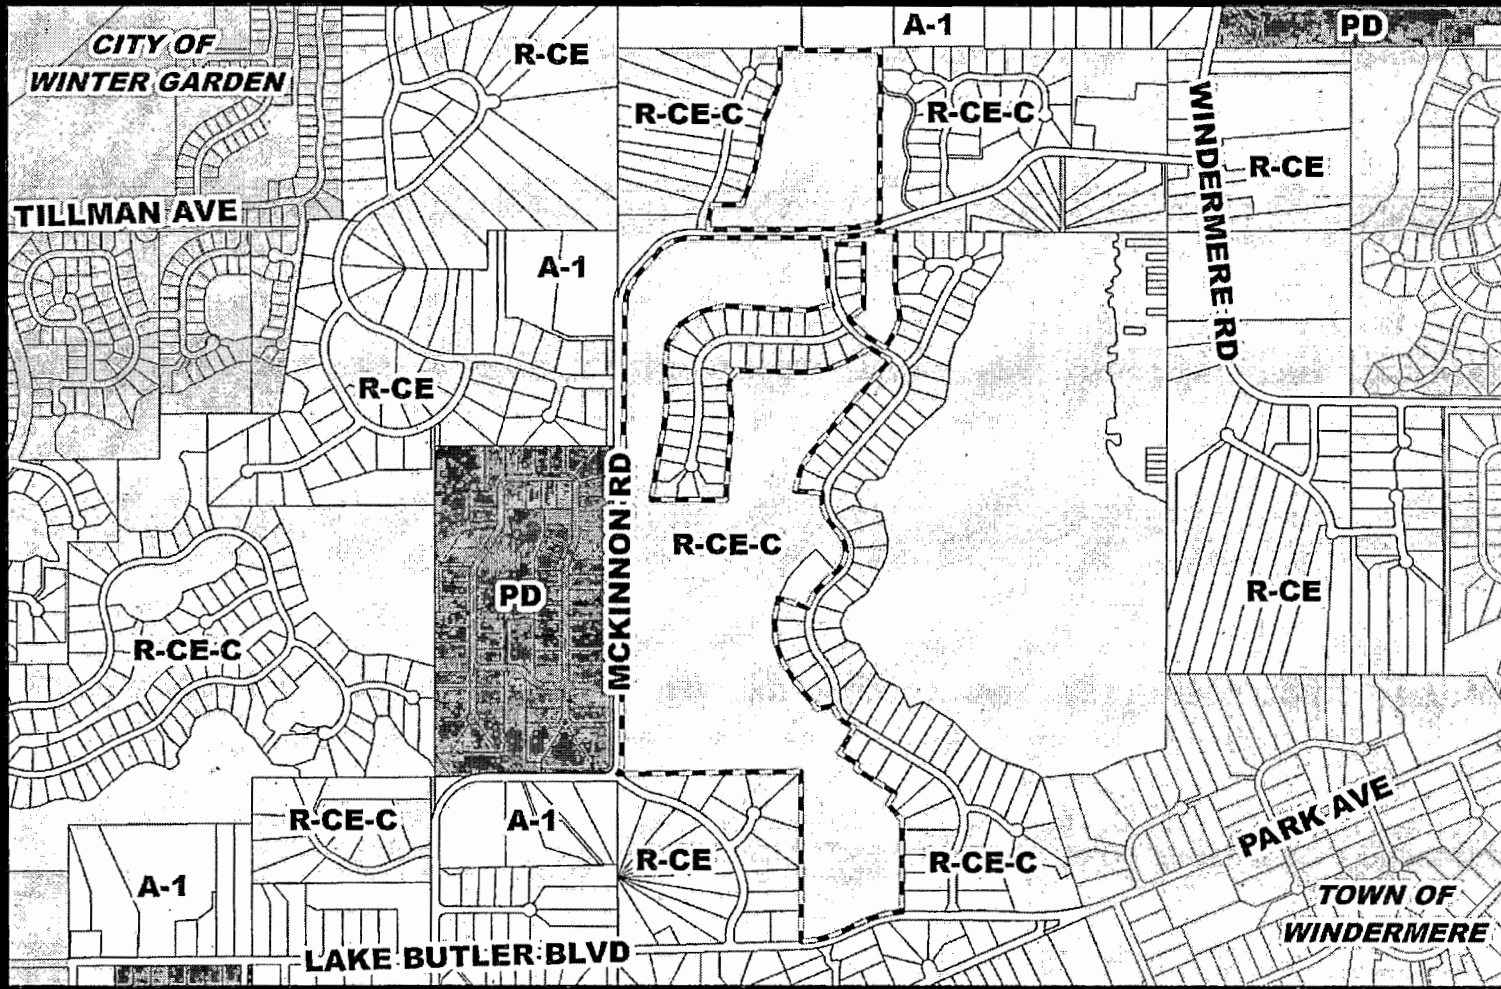 A-1
PD
CITY OF
WINTER GARDEN
R-CE
R-CE-C
R-CE-C
WINDERMERE RD
R-CE
TILLMAN AVE
A-1
R-CE
MCKINNON RD
R-CE-C
PD
R-CE
R-CE-C
R-CE-C
A-1
PARK AVE
R-CE
R-CE-C
A-1
TOWN OF
WINDERMERE
LAKE BUTLER BLVD